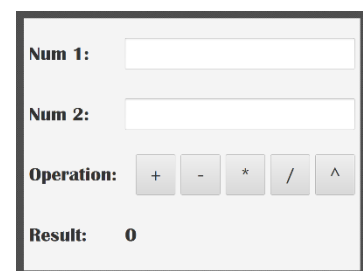 Num 1:
Num 2:
Operation: + - * / ^
Result: 0